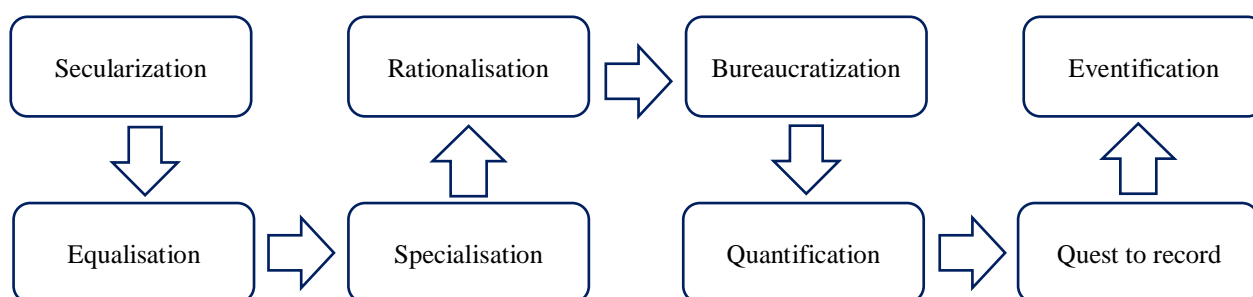 Secularization
Rationalisation
Bureaucratization
Eventification
Equalisation
Specialisation
Quantification
Quest to record